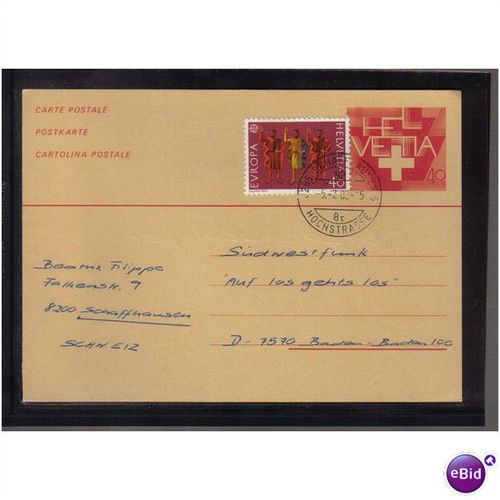 CARTE POSTALE
POSTKARTE
CARTOLINA POSTALE
EUROPA
HELVETIA
40
HELVETIA
40
8c
HOCHSTRASSE
Südwestfunk
"Auf los gehts los"
D-7570 Baden-Baden 100
Beatrix Filippo
Falkenstr. 9
8200 Schaffhausen
SCHWEIZ
eBid